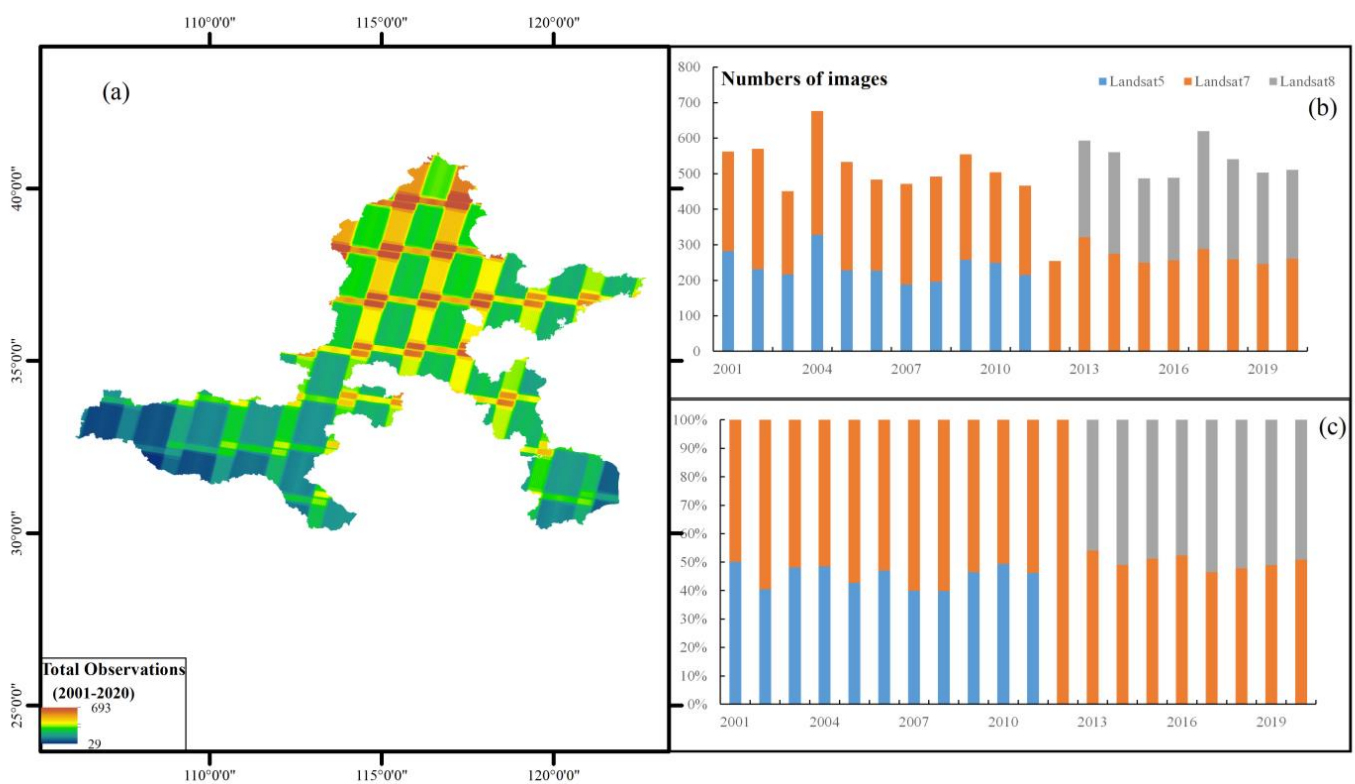 110°0'0" 115°0'0" 120°0'0"
(a)
40°0'0"
35°0'0"
30°0'0"
25°0'0"
Total Observations
(2001-2020)
693
29
110°0'0" 115°0'0" 120°0'0"
Numbers of images
Landsat5 Landsat7 Landsat8
(b)
800
700
600
500
400
300
200
100
0
2001 2004 2007 2010 2013 2016 2019
(c)
100%
90%
80%
70%
60%
50%
40%
30%
20%
10%
0%
2001 2004 2007 2010 2013 2016 2019